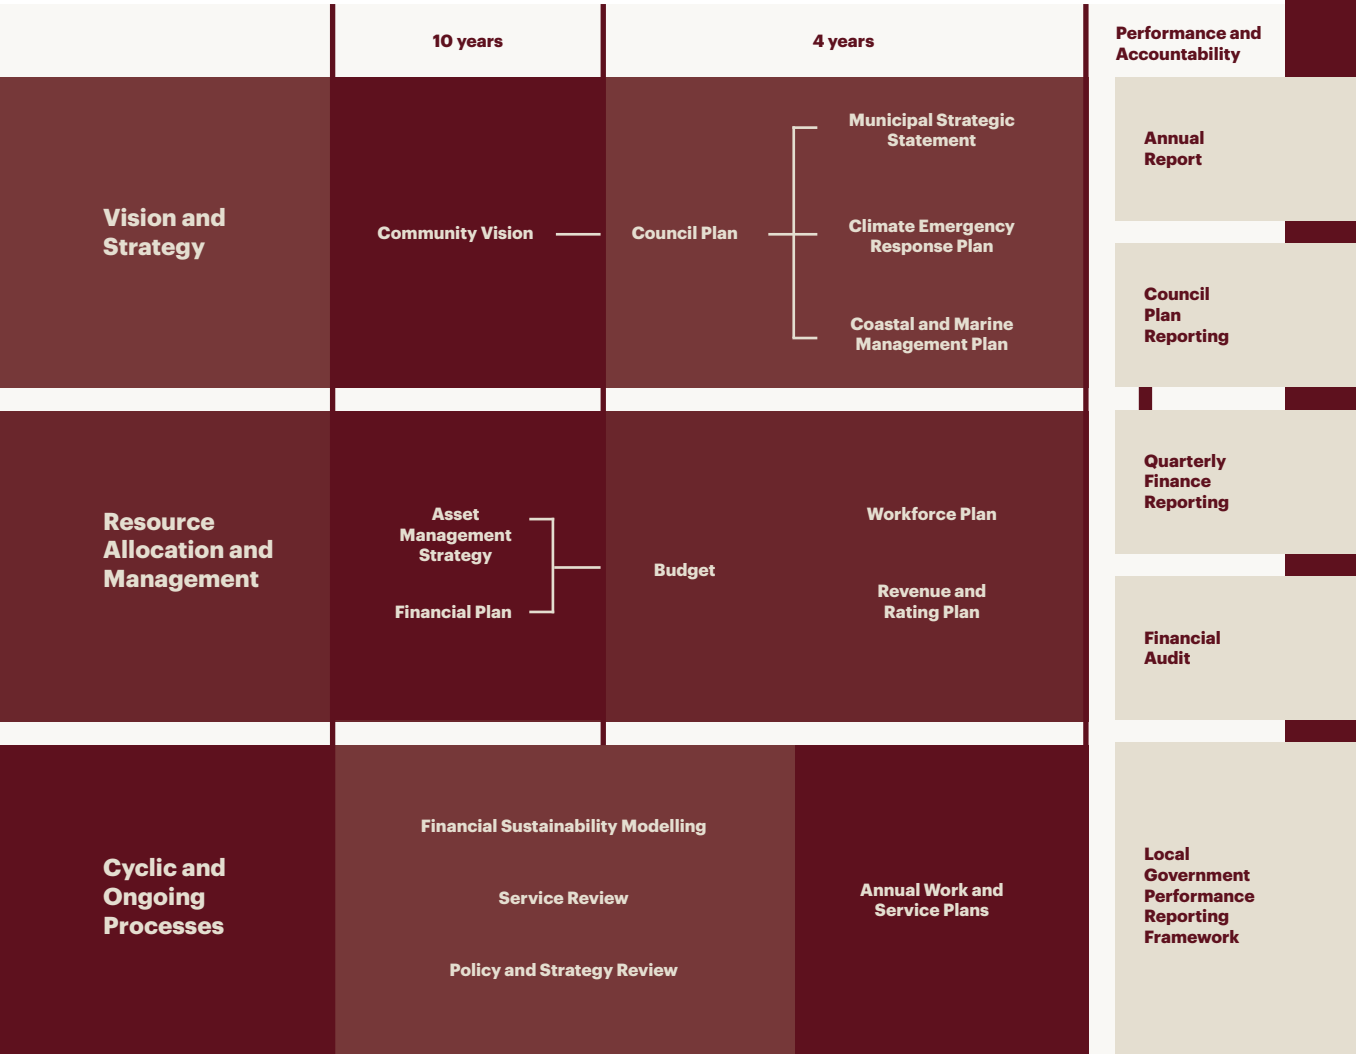 10 years
4 years
Performance and
Accountability
Vision and
Strategy
Community Vision
Council Plan
Municipal Strategic
Statement
Climate Emergency
Response Plan
Coastal and Marine
Management Plan
Annual
Report
Council
Plan
Reporting
Resource
Allocation and
Management
Asset
Management
Strategy
Financial Plan
Budget
Workforce Plan
Revenue and
Rating Plan
Quarterly
Finance
Reporting
Financial
Audit
Cyclic and
Ongoing
Processes
Financial Sustainability Modelling
Service Review
Policy and Strategy Review
Annual Work and
Service Plans
Local
Government
Performance
Reporting
Framework